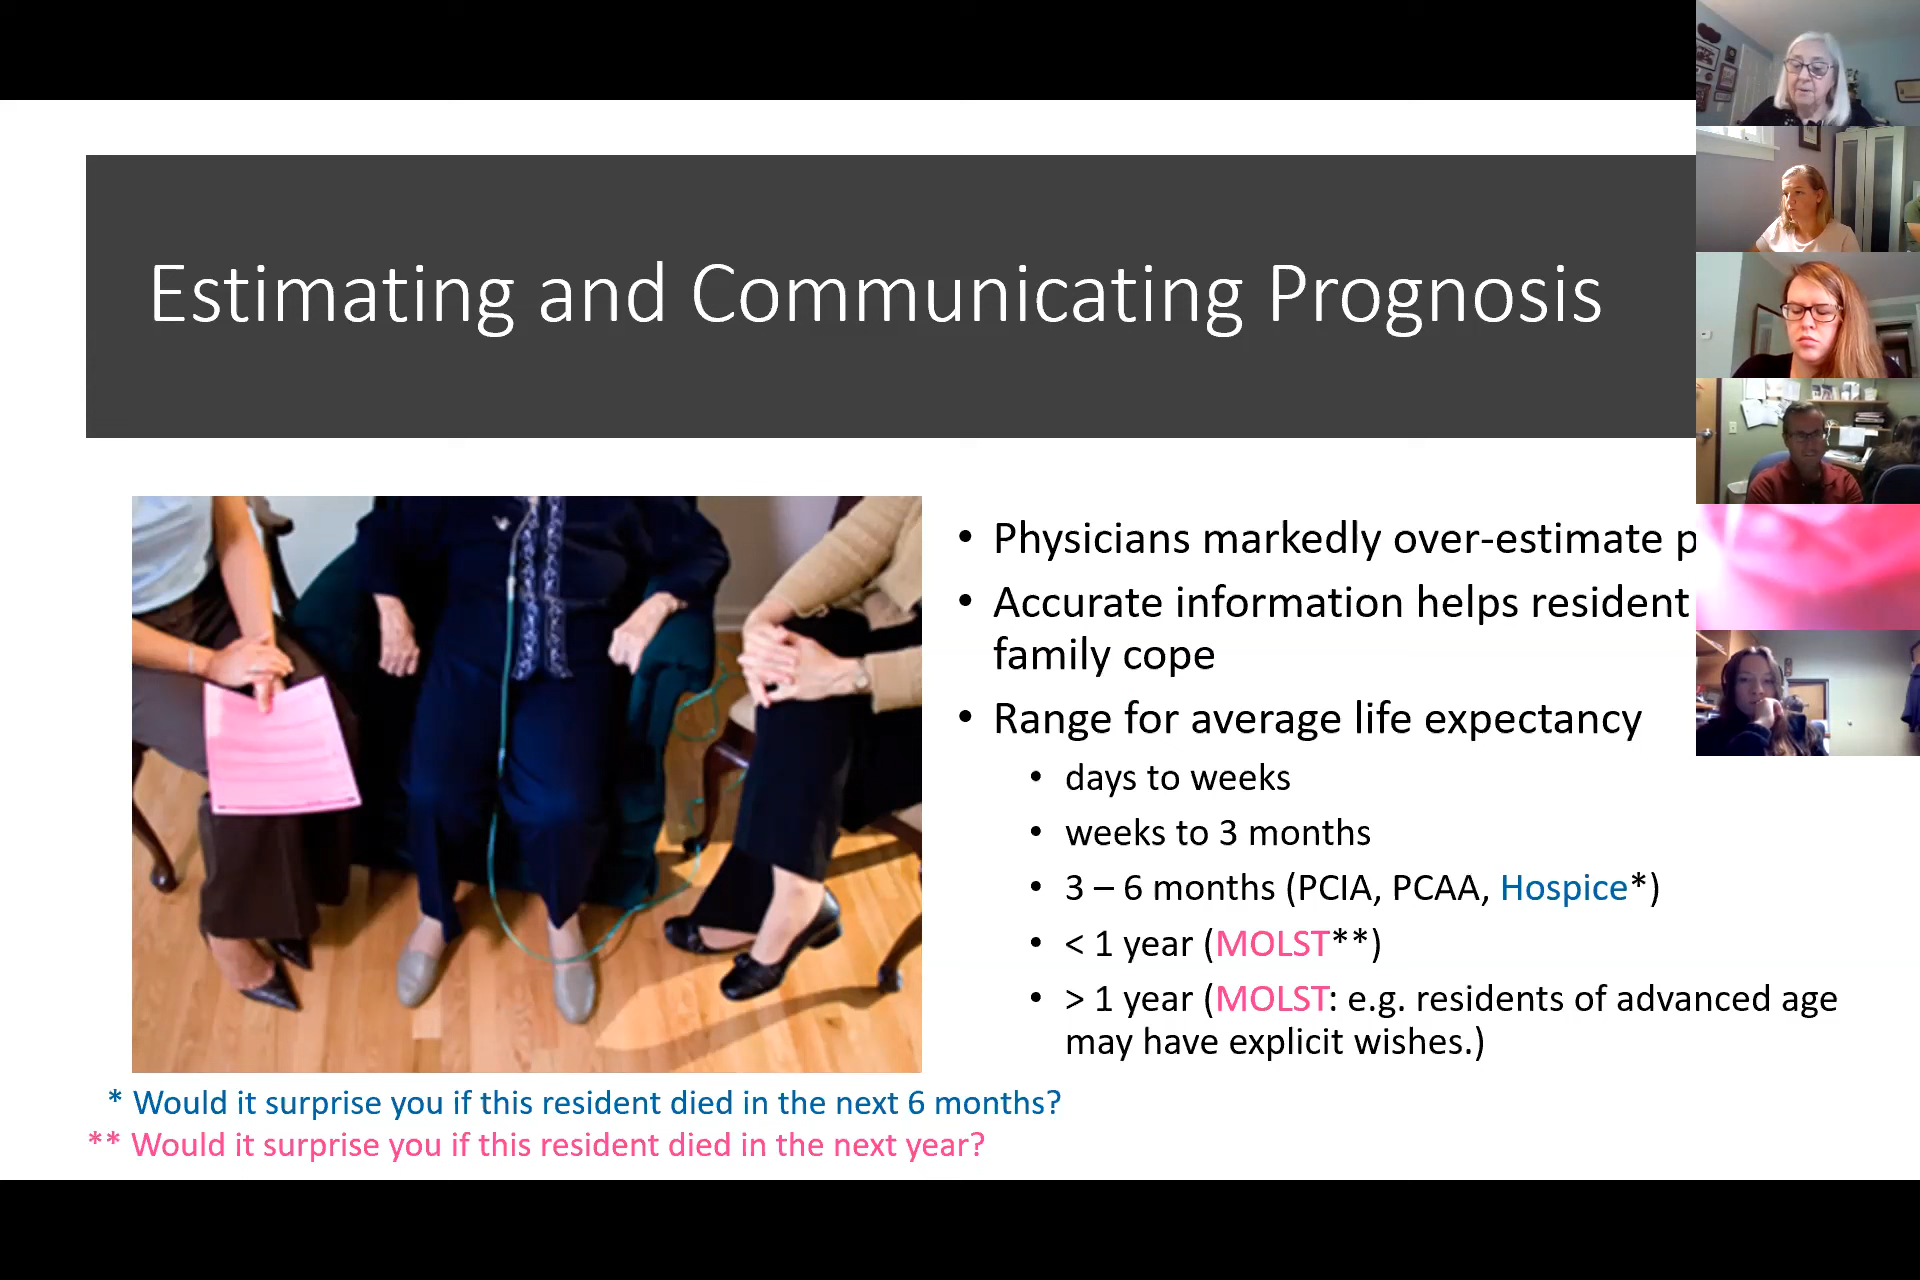 Estimating and Communicating Prognosis
• Physicians markedly over-estimate p
• Accurate information helps resident
family cope
• Range for average life expectancy
• days to weeks
• weeks to 3 months
• 3 – 6 months (PCIA, PCAA, Hospice*)
• < 1 year (MOLST**)
• > 1 year (MOLST: e.g. residents of advanced age
may have explicit wishes.)
* Would it surprise you if this resident died in the next 6 months?
** Would it surprise you if this resident died in the next year?